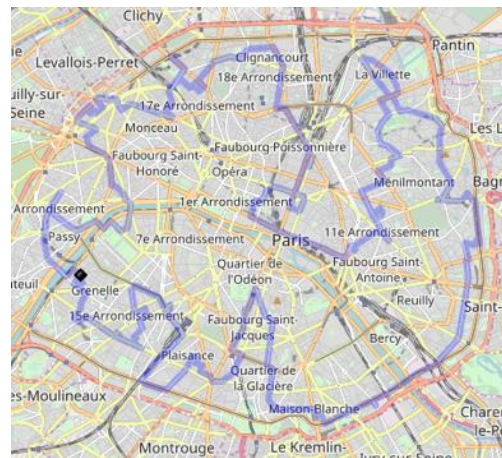 Clichy
Pantin
Levallois-Perret
Clignancourt
18e Arrondissement
La Villette
uilly-sur-
Seine
17e Arrondissement
Les L
Monceau
Faubourg Poissonnière
Faubourg Saint-
Honoré
Opéra
Ménilmontant
Bagn
Arrondissement
1er Arrondissement
Passy
7e Arrondissement
Paris
11e Arrondissement
Quartier de
l'Odéon
Faubourg Saint-
Antoine
uteuil
Grenelle
Reuilly
Saint-
15e Arrondissement
Faubourg Saint-
Jacques
Bercy
Plaisance
Quartier de
la Glacière
es-Moulineaux
Maison-Blanche
Charen
le-Po
Montrouge
Le Kremlin-
Ivry-sur-Seine